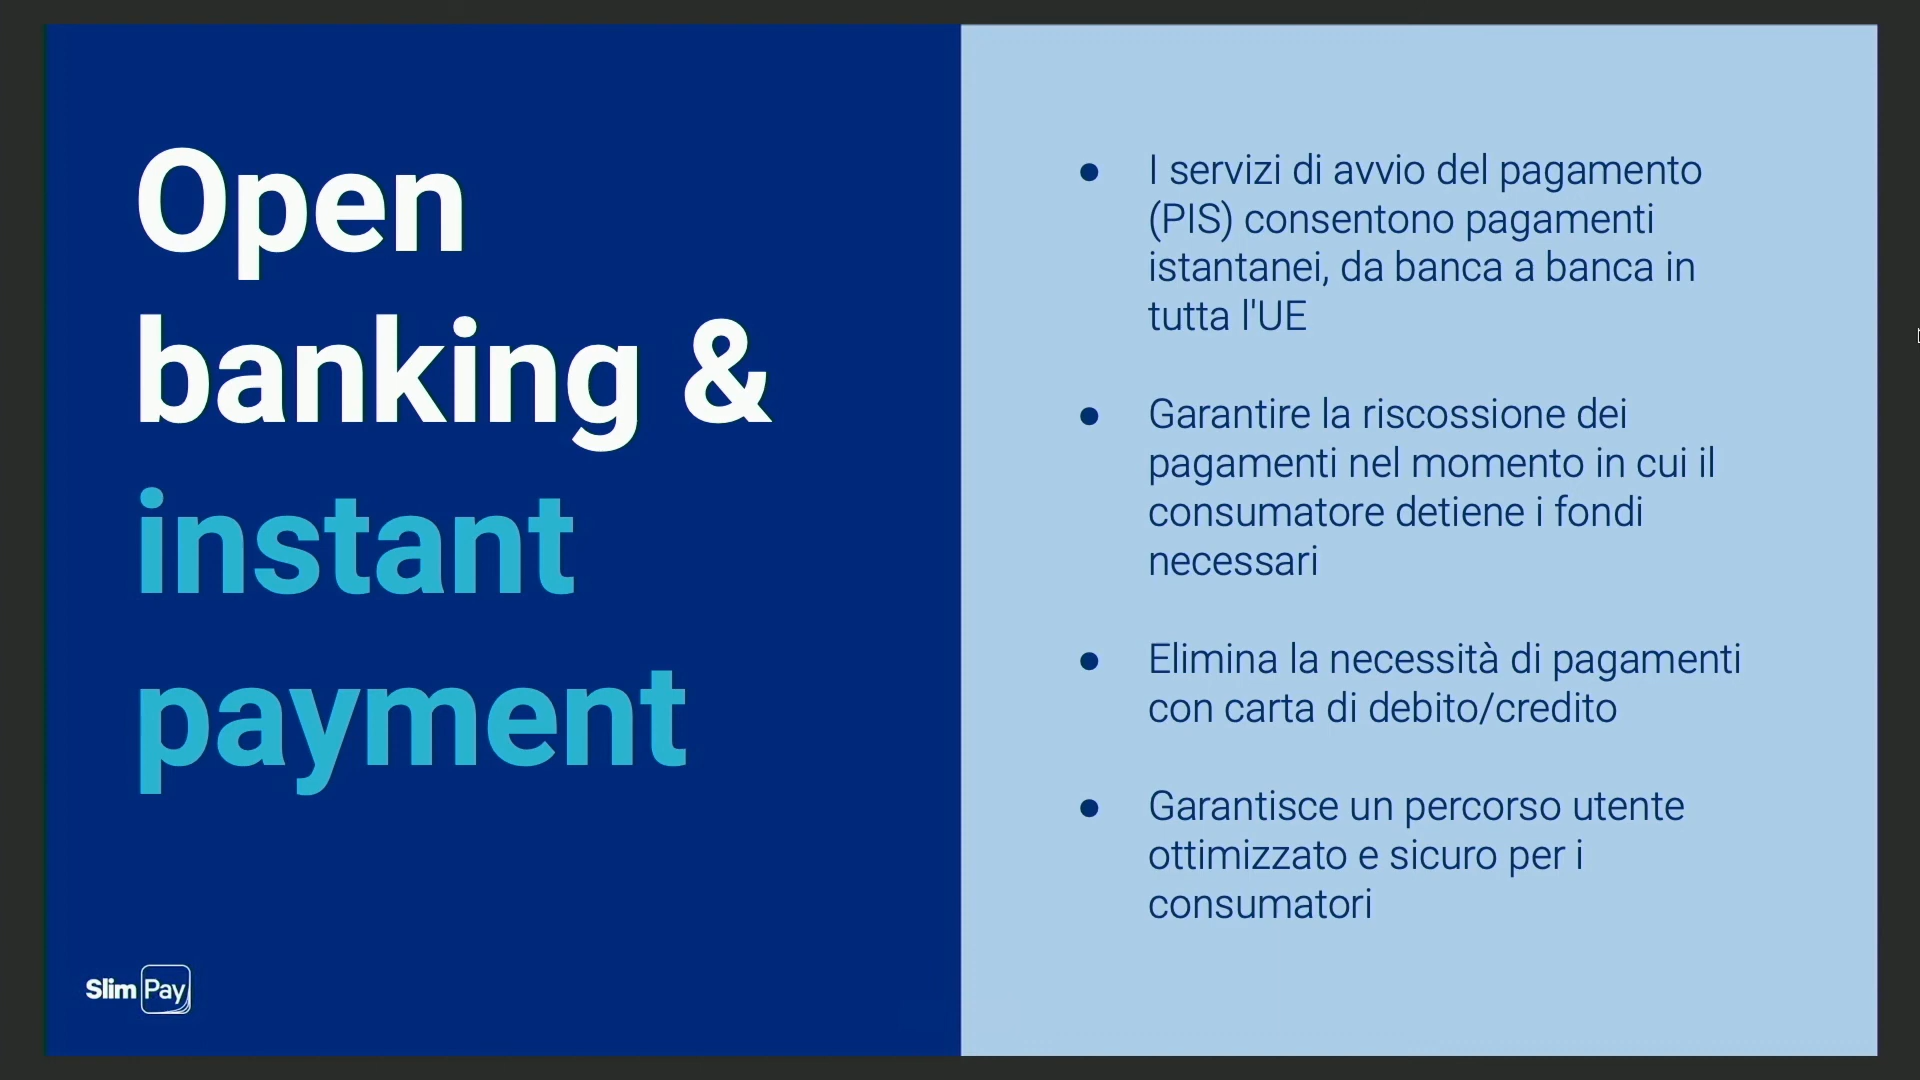 Open
banking &
instant
payment
SlimPay
● I servizi di avvio del pagamento
(PIS) consentono pagamenti
istantanei, da banca a banca in
tutta l'UE
● Garantire la riscossione dei
pagamenti nel momento in cui il
consumatore detiene i fondi
necessari
● Elimina la necessità di pagamenti
con carta di debito/credito
● Garantisce un percorso utente
ottimizzato e sicuro per i
consumatori